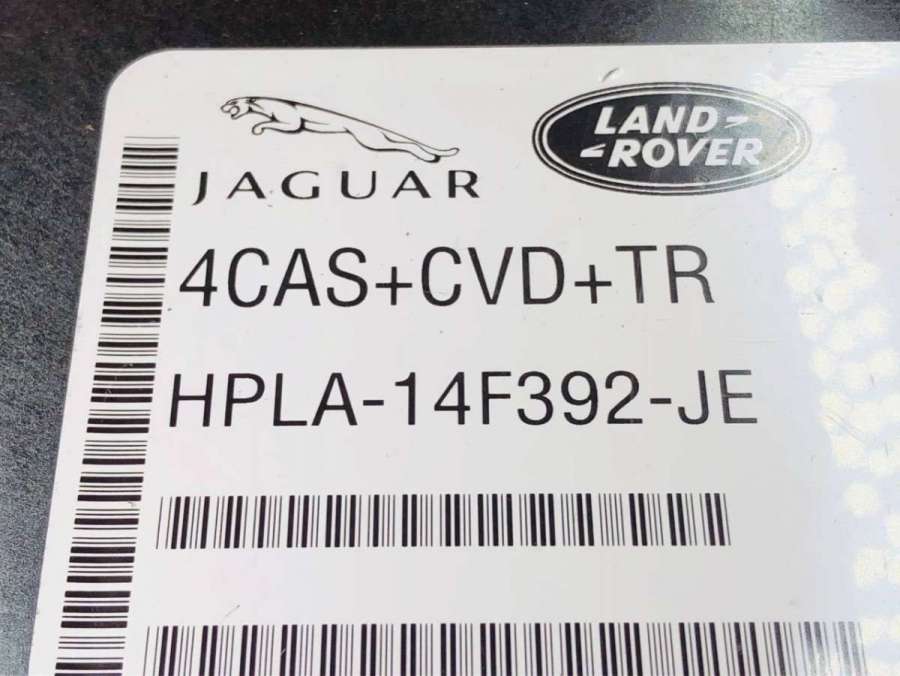 JAGUAR
LAND
ROVER
4CAS+CVD+TR
HPLA-14F392-JE